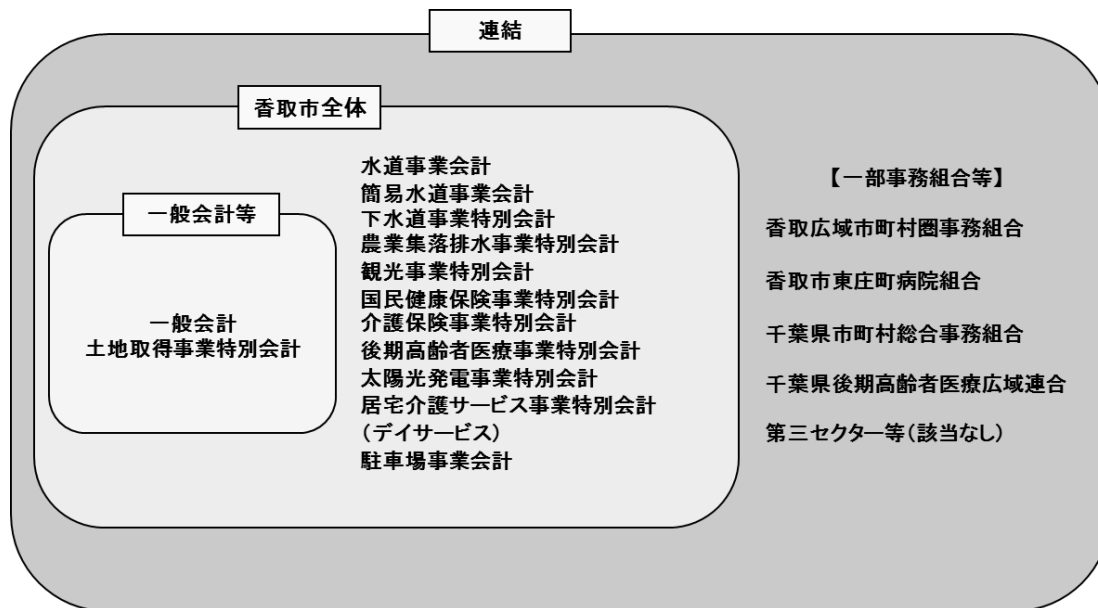 連結
香取市全体
一般会計等
一般会計
土地取得事業特別会計
水道事業会計
簡易水道事業会計
下水道事業特別会計
農業集落排水事業特別会計
観光事業特別会計
国民健康保険事業特別会計
介護保険事業特別会計
後期高齢者医療事業特別会計
太陽光発電事業特別会計
居宅介護サービス事業特別会計
（デイサービス）
駐車場事業会計
【一部事務組合等】
香取広域市町村圏事務組合
香取市東庄町病院組合
千葉県市町村総合事務組合
千葉県後期高齢者医療広域連合
第三セクター等（該当なし）